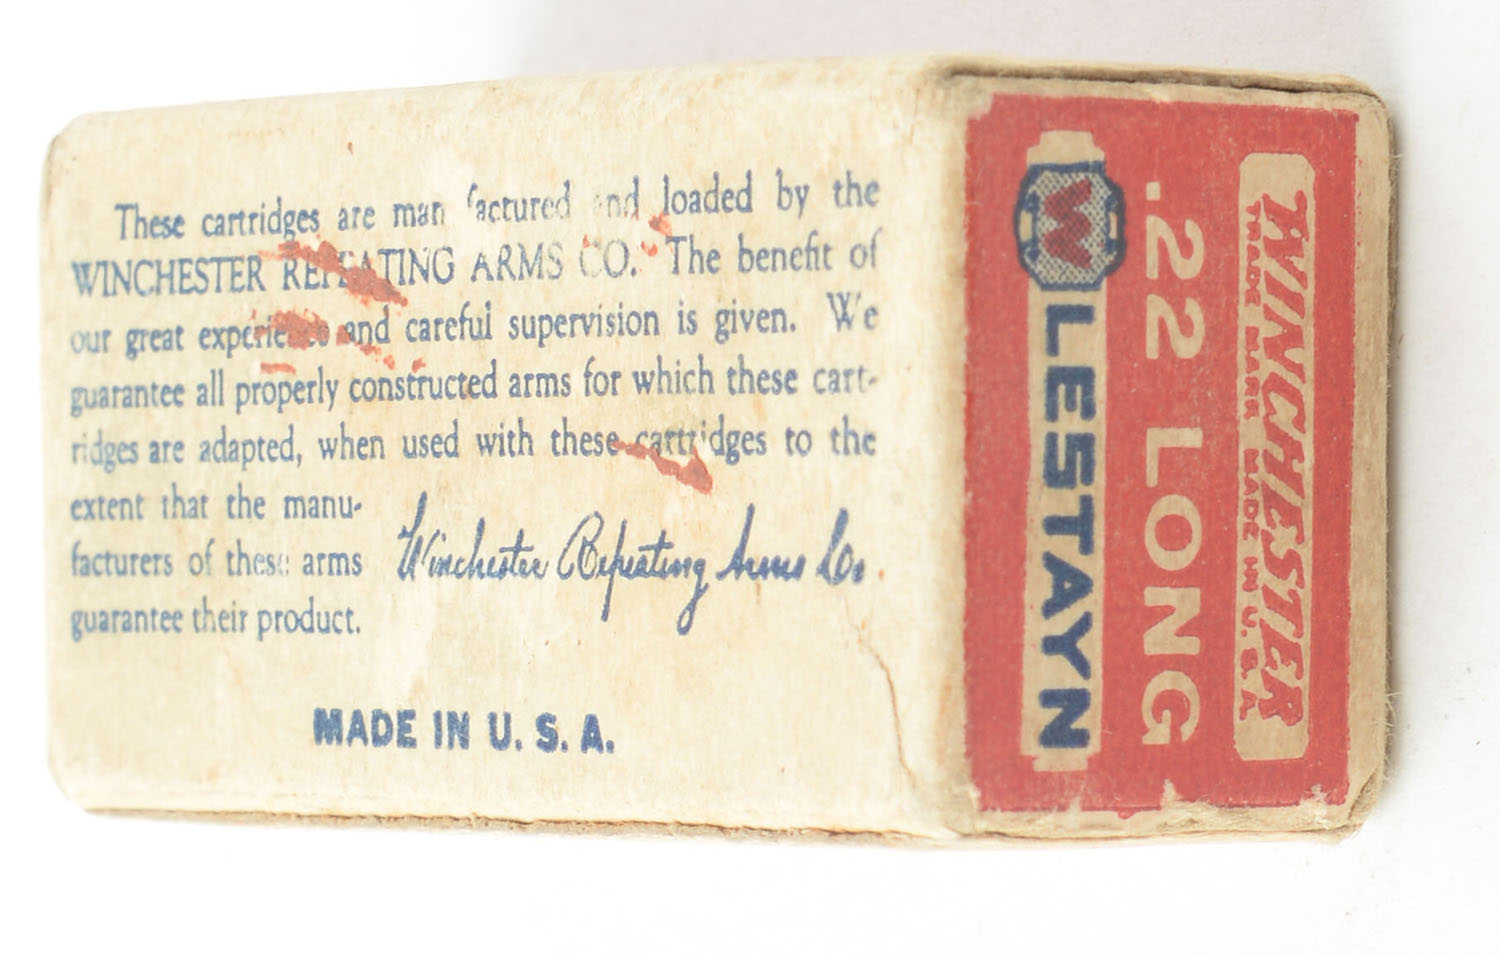 These cartridges are manufactured and loaded by the
WINCHESTER REPEATING ARMS CO. The benefit of
our great experience and careful supervision is given. We
guarantee all properly constructed arms for which these cart-
ridges are adapted, when used with these cartridges to the
extent that the manu-
facturers of these arms
guarantee their product.
Winchester Repeating Arms Co.
MADE IN U. S. A.
WINCHESTER
TRADE MARK MADE IN U.S.A.
.22 LONG
W LESTAYN